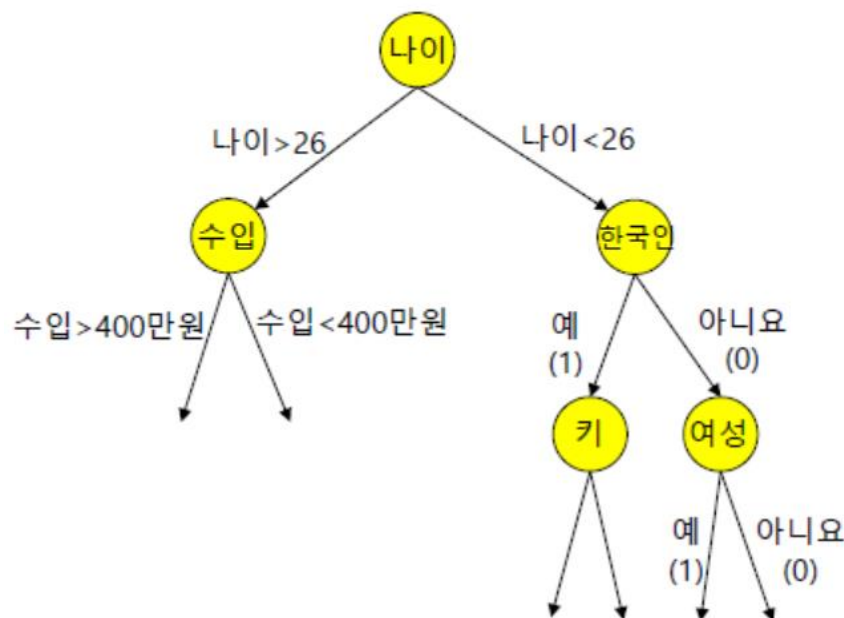 나이
나이>26
나이<26
수입
한국인
수입>400만원
수입<400만원
예
(1)
아니요
(0)
키
여성
예
(1)
아니요
(0)